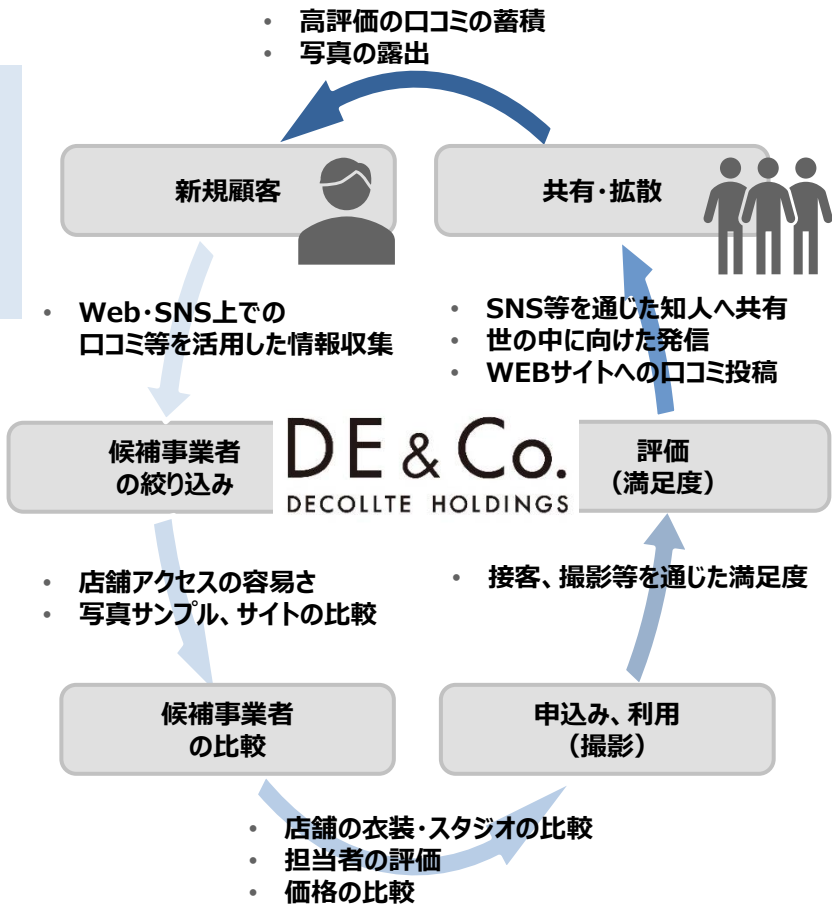 • 高評価の口コミの蓄積
• 写真の露出
新規顧客
共有・拡散
• Web・SNS上での
口コミ等を活用した情報収集
• SNS等を通じた知人へ共有
• 世の中に向けた発信
• WEBサイトへの口コミ投稿
候補事業者
の絞り込み
DE & Co.
DECOLLTE HOLDINGS
評価
（満足度）
• 店舗アクセスの容易さ
• 写真サンプル、サイトの比較
• 接客、撮影等を通じた満足度
候補事業者
の比較
申込み、利用
（撮影）
• 店舗の衣装・スタジオの比較
• 担当者の評価
• 価格の比較